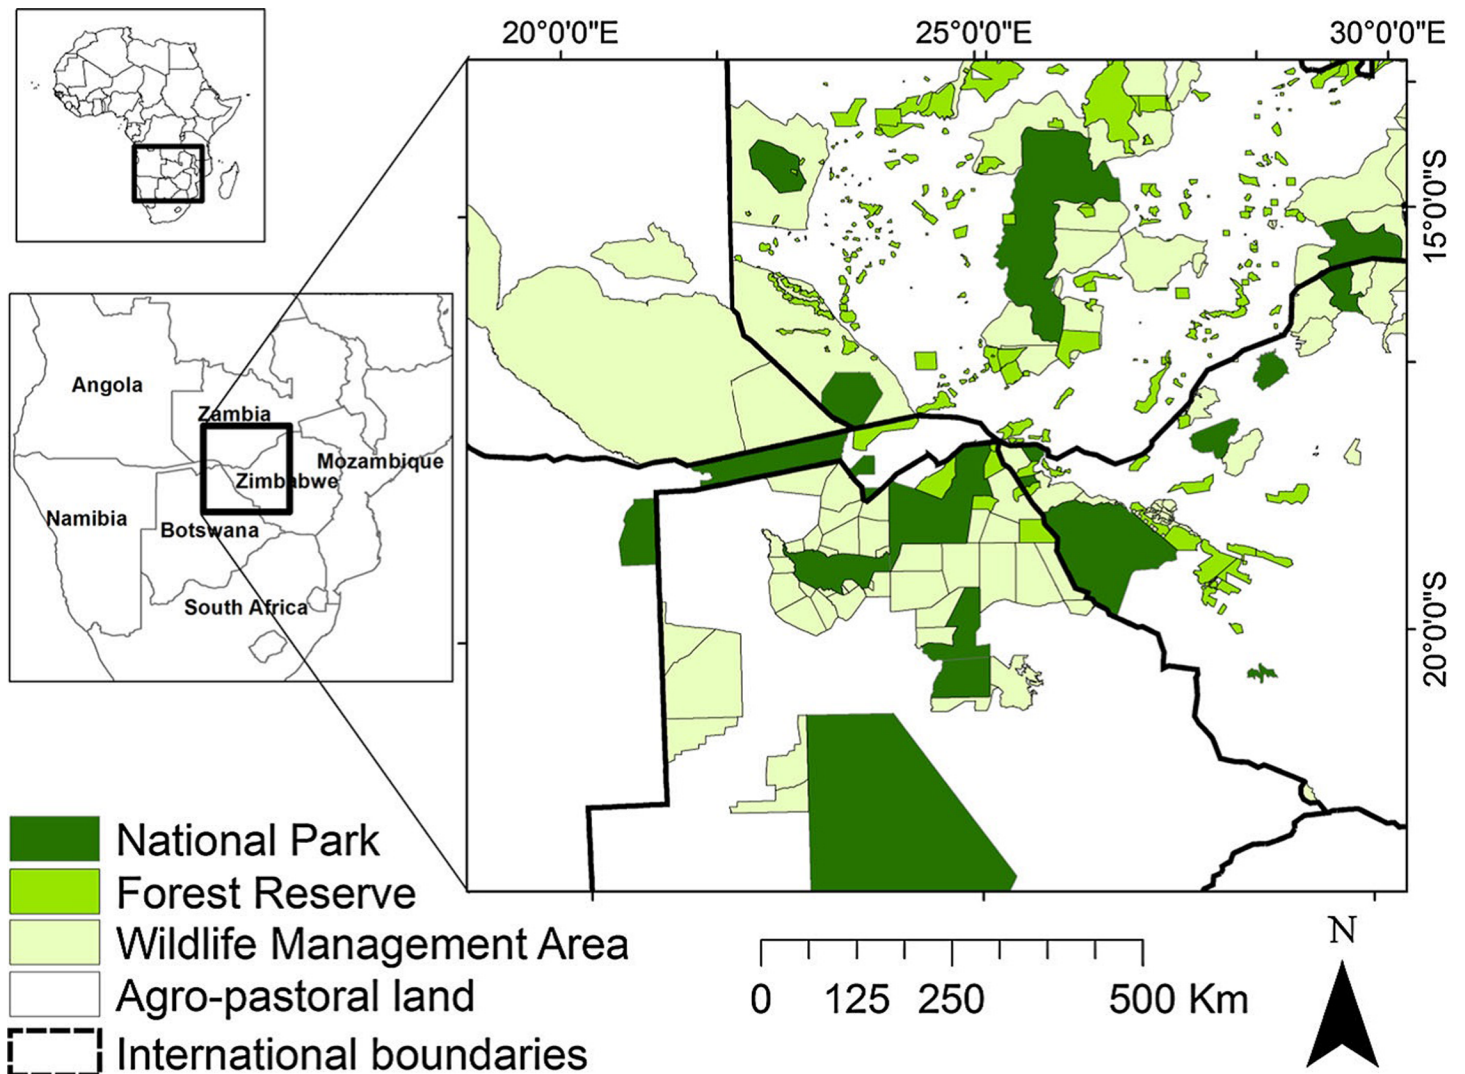 20°0'0"E
25°0'0"E
30°0'0"E
15°0'0"S
20°0'0"S
Angola
Zambia
Mozambique
Zimbabwe
Namibia
Botswana
South Africa
National Park
Forest Reserve
Wildlife Management Area
Agro-pastoral land
International boundaries
0 125 250 500 Km
N